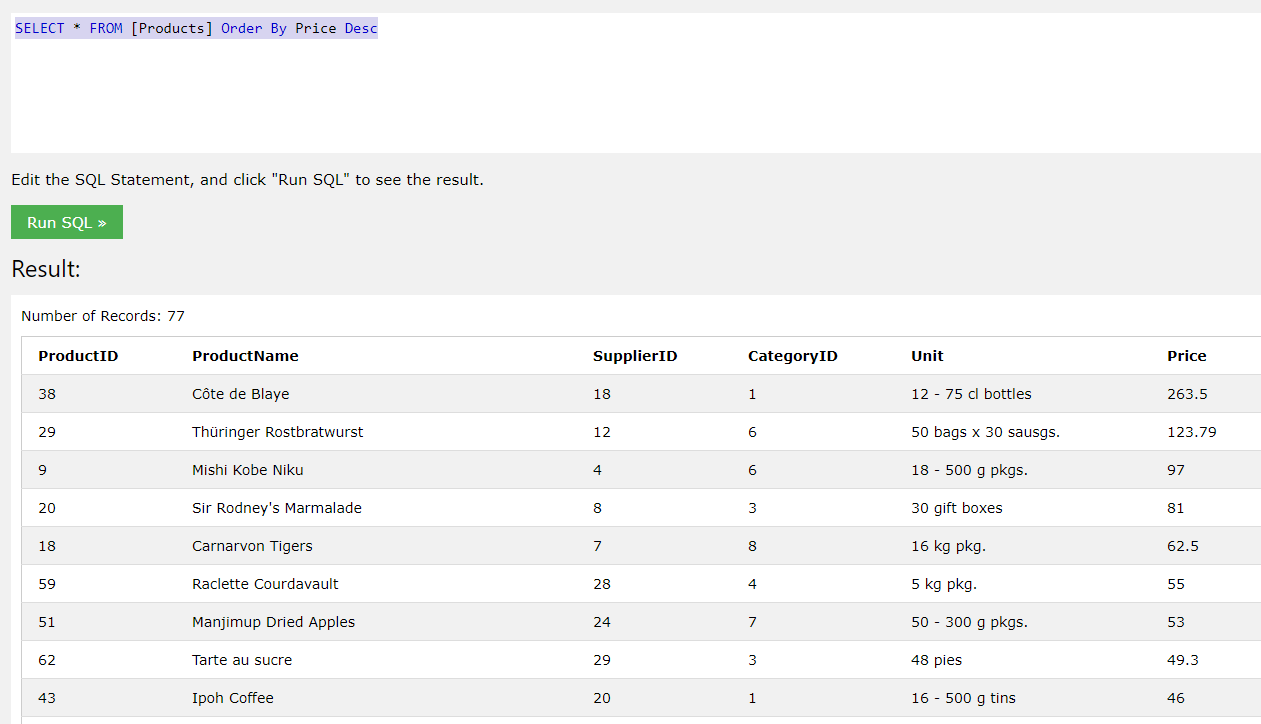 SELECT * FROM [Products] Order By Price Desc
Edit the SQL Statement, and click "Run SQL" to see the result.
Run SQL »
Result:
Number of Records: 77
ProductID ProductName SupplierID CategoryID Unit Price
38 Côte de Blaye 18 1 12 - 75 cl bottles 263.5
29 Thüringer Rostbratwurst 12 6 50 bags x 30 sausgs. 123.79
9 Mishi Kobe Niku 4 6 18 - 500 g pkgs. 97
20 Sir Rodney's Marmalade 8 3 30 gift boxes 81
18 Carnarvon Tigers 7 8 16 kg pkg. 62.5
59 Raclette Courdavault 28 4 5 kg pkg. 55
51 Manjimup Dried Apples 24 7 50 - 300 g pkgs. 53
62 Tarte au sucre 29 3 48 pies 49.3
43 Ipoh Coffee 20 1 16 - 500 g tins 46